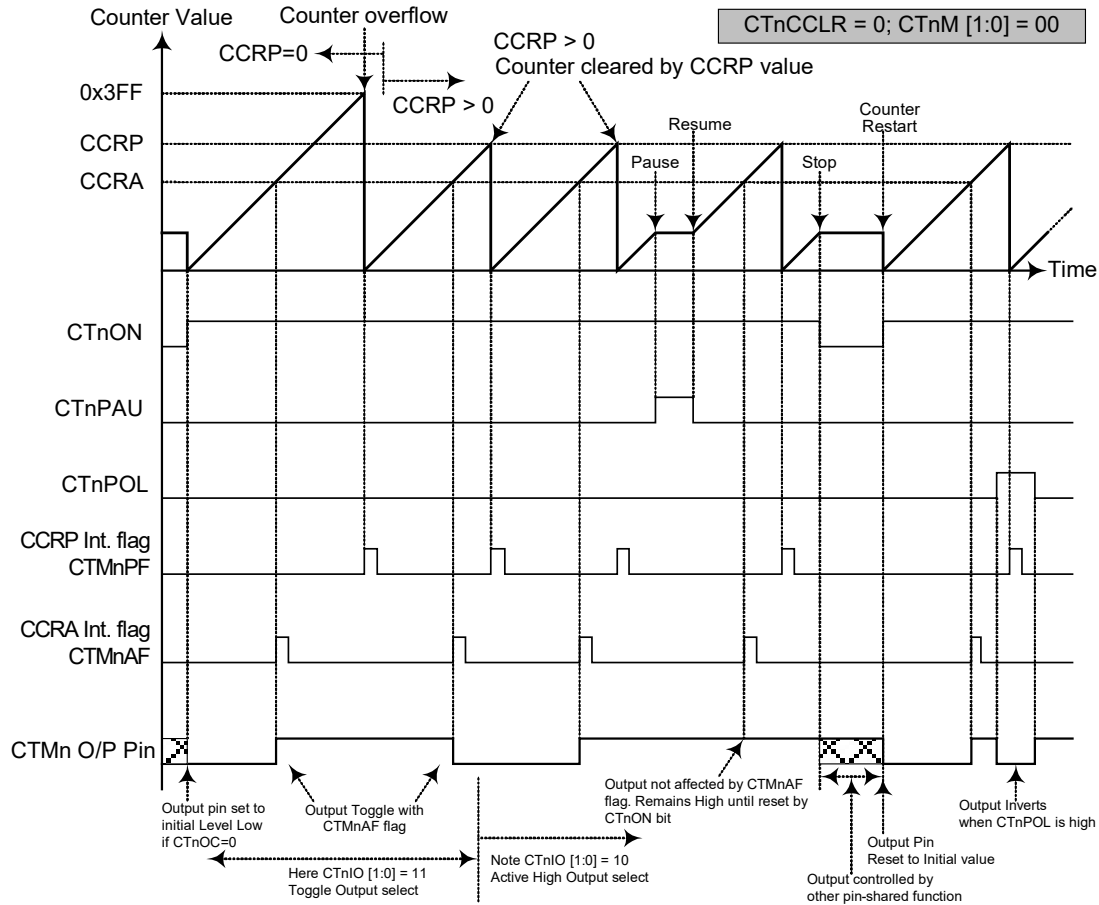 Counter Value
Counter overflow
CTnCCLR = 0; CTnM [1:0] = 00
CCRP=0
CCRP > 0
CCRP > 0
Counter cleared by CCRP value
0x3FF
CCRP
CCRA
Pause
Resume
Stop
Counter
Restart
Time
CTnON
CTnPAU
CTnPOL
CCRP Int. flag
CTMnPF
CCRA Int. flag
CTMnAF
CTMn O/P Pin
Output pin set to
initial Level Low
if CTnOC=0
Output Toggle with
CTMnAF flag
Here CTnIO [1:0] = 11
Toggle Output select
Note CTnIO [1:0] = 10
Active High Output select
Output not affected by CTMnAF
flag. Remains High until reset by
CTnON bit
Output controlled by
other pin-shared function
Output Pin
Reset to Initial value
Output Inverts
when CTnPOL is high